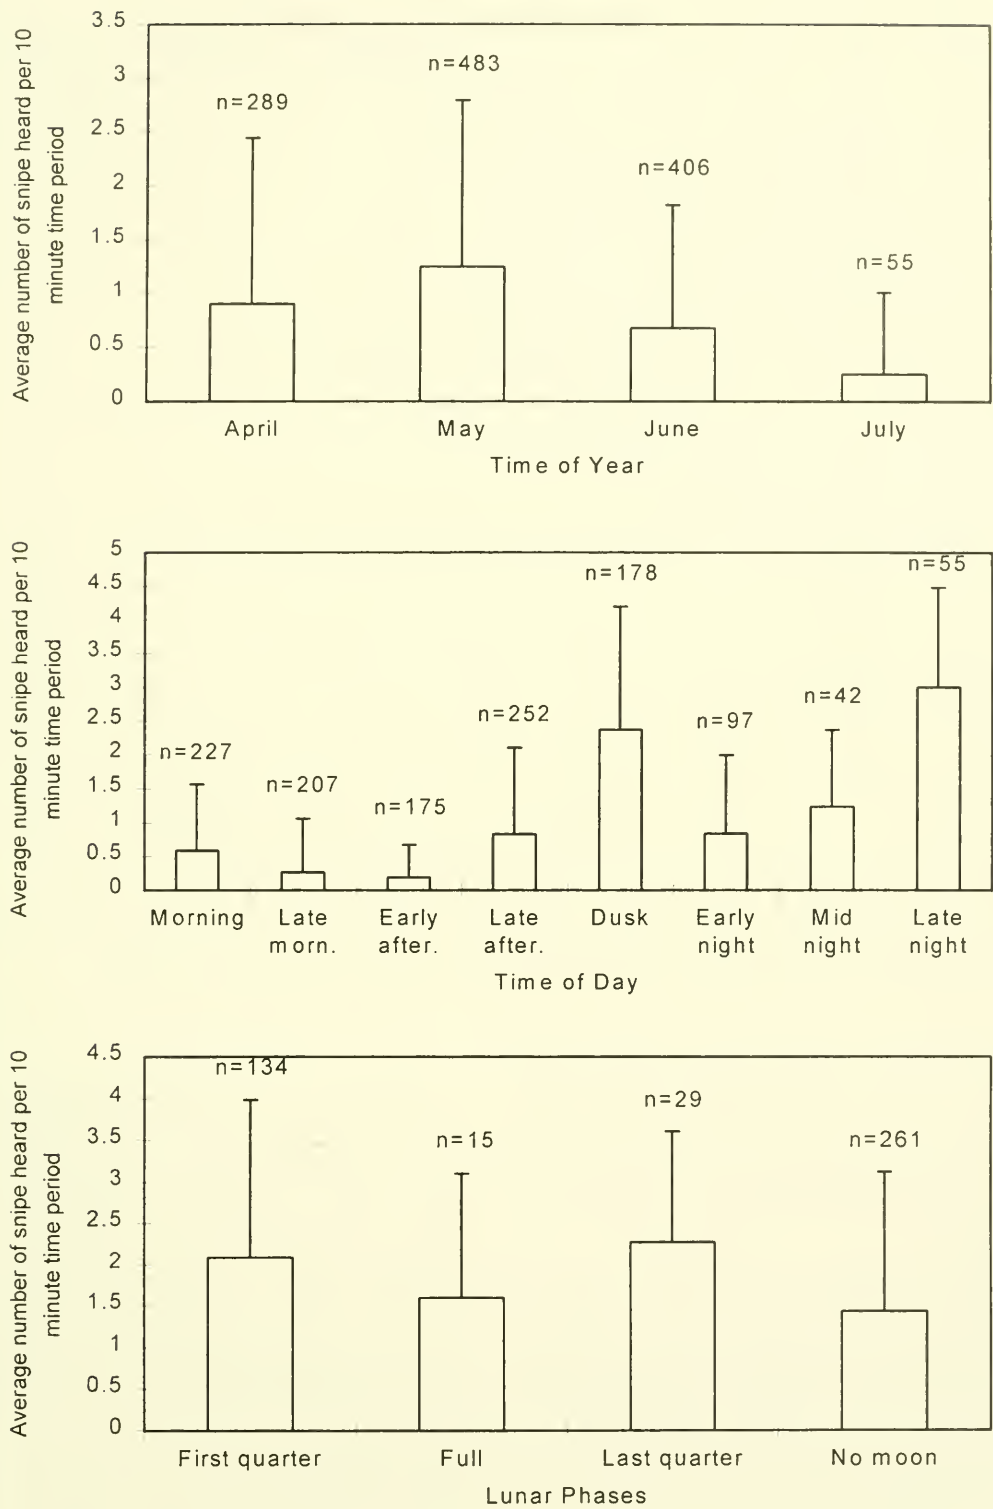 Average number of snipe heard per 10
minute time period
3.5
3
2.5
2
1.5
1
0.5
0
n=289
n=483
n=406
n=55
April
May
June
July
Time of Year
Average number of snipe heard per 10
minute time period
5
4.5
4
3.5
3
2.5
2
1.5
1
0.5
0
n=227
n=207
n=175
n=252
n=178
n=97
n=42
n=55
Morning
Late
morn.
Early
after.
Late
after.
Dusk
Early
night
Mid
night
Late
night
Time of Day
Average number of snipe heard per 10
minute time period
4.5
4
3.5
3
2.5
2
1.5
1
0.5
0
n=134
n=15
n=29
n=261
First quarter
Full
Last quarter
No moon
Lunar Phases